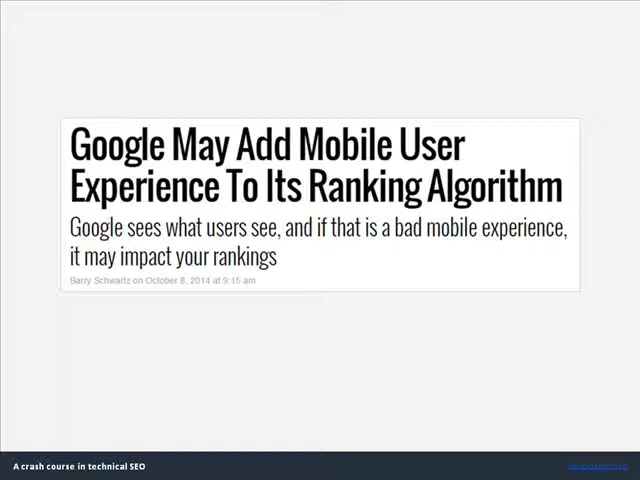 Google May Add Mobile User
Experience To Its Ranking Algorithm
Google sees what users see, and if that is a bad mobile experience,
it may impact your rankings
Barry Schwartz on October 8, 2014 at 9:15 am
A crash course in technical SEO